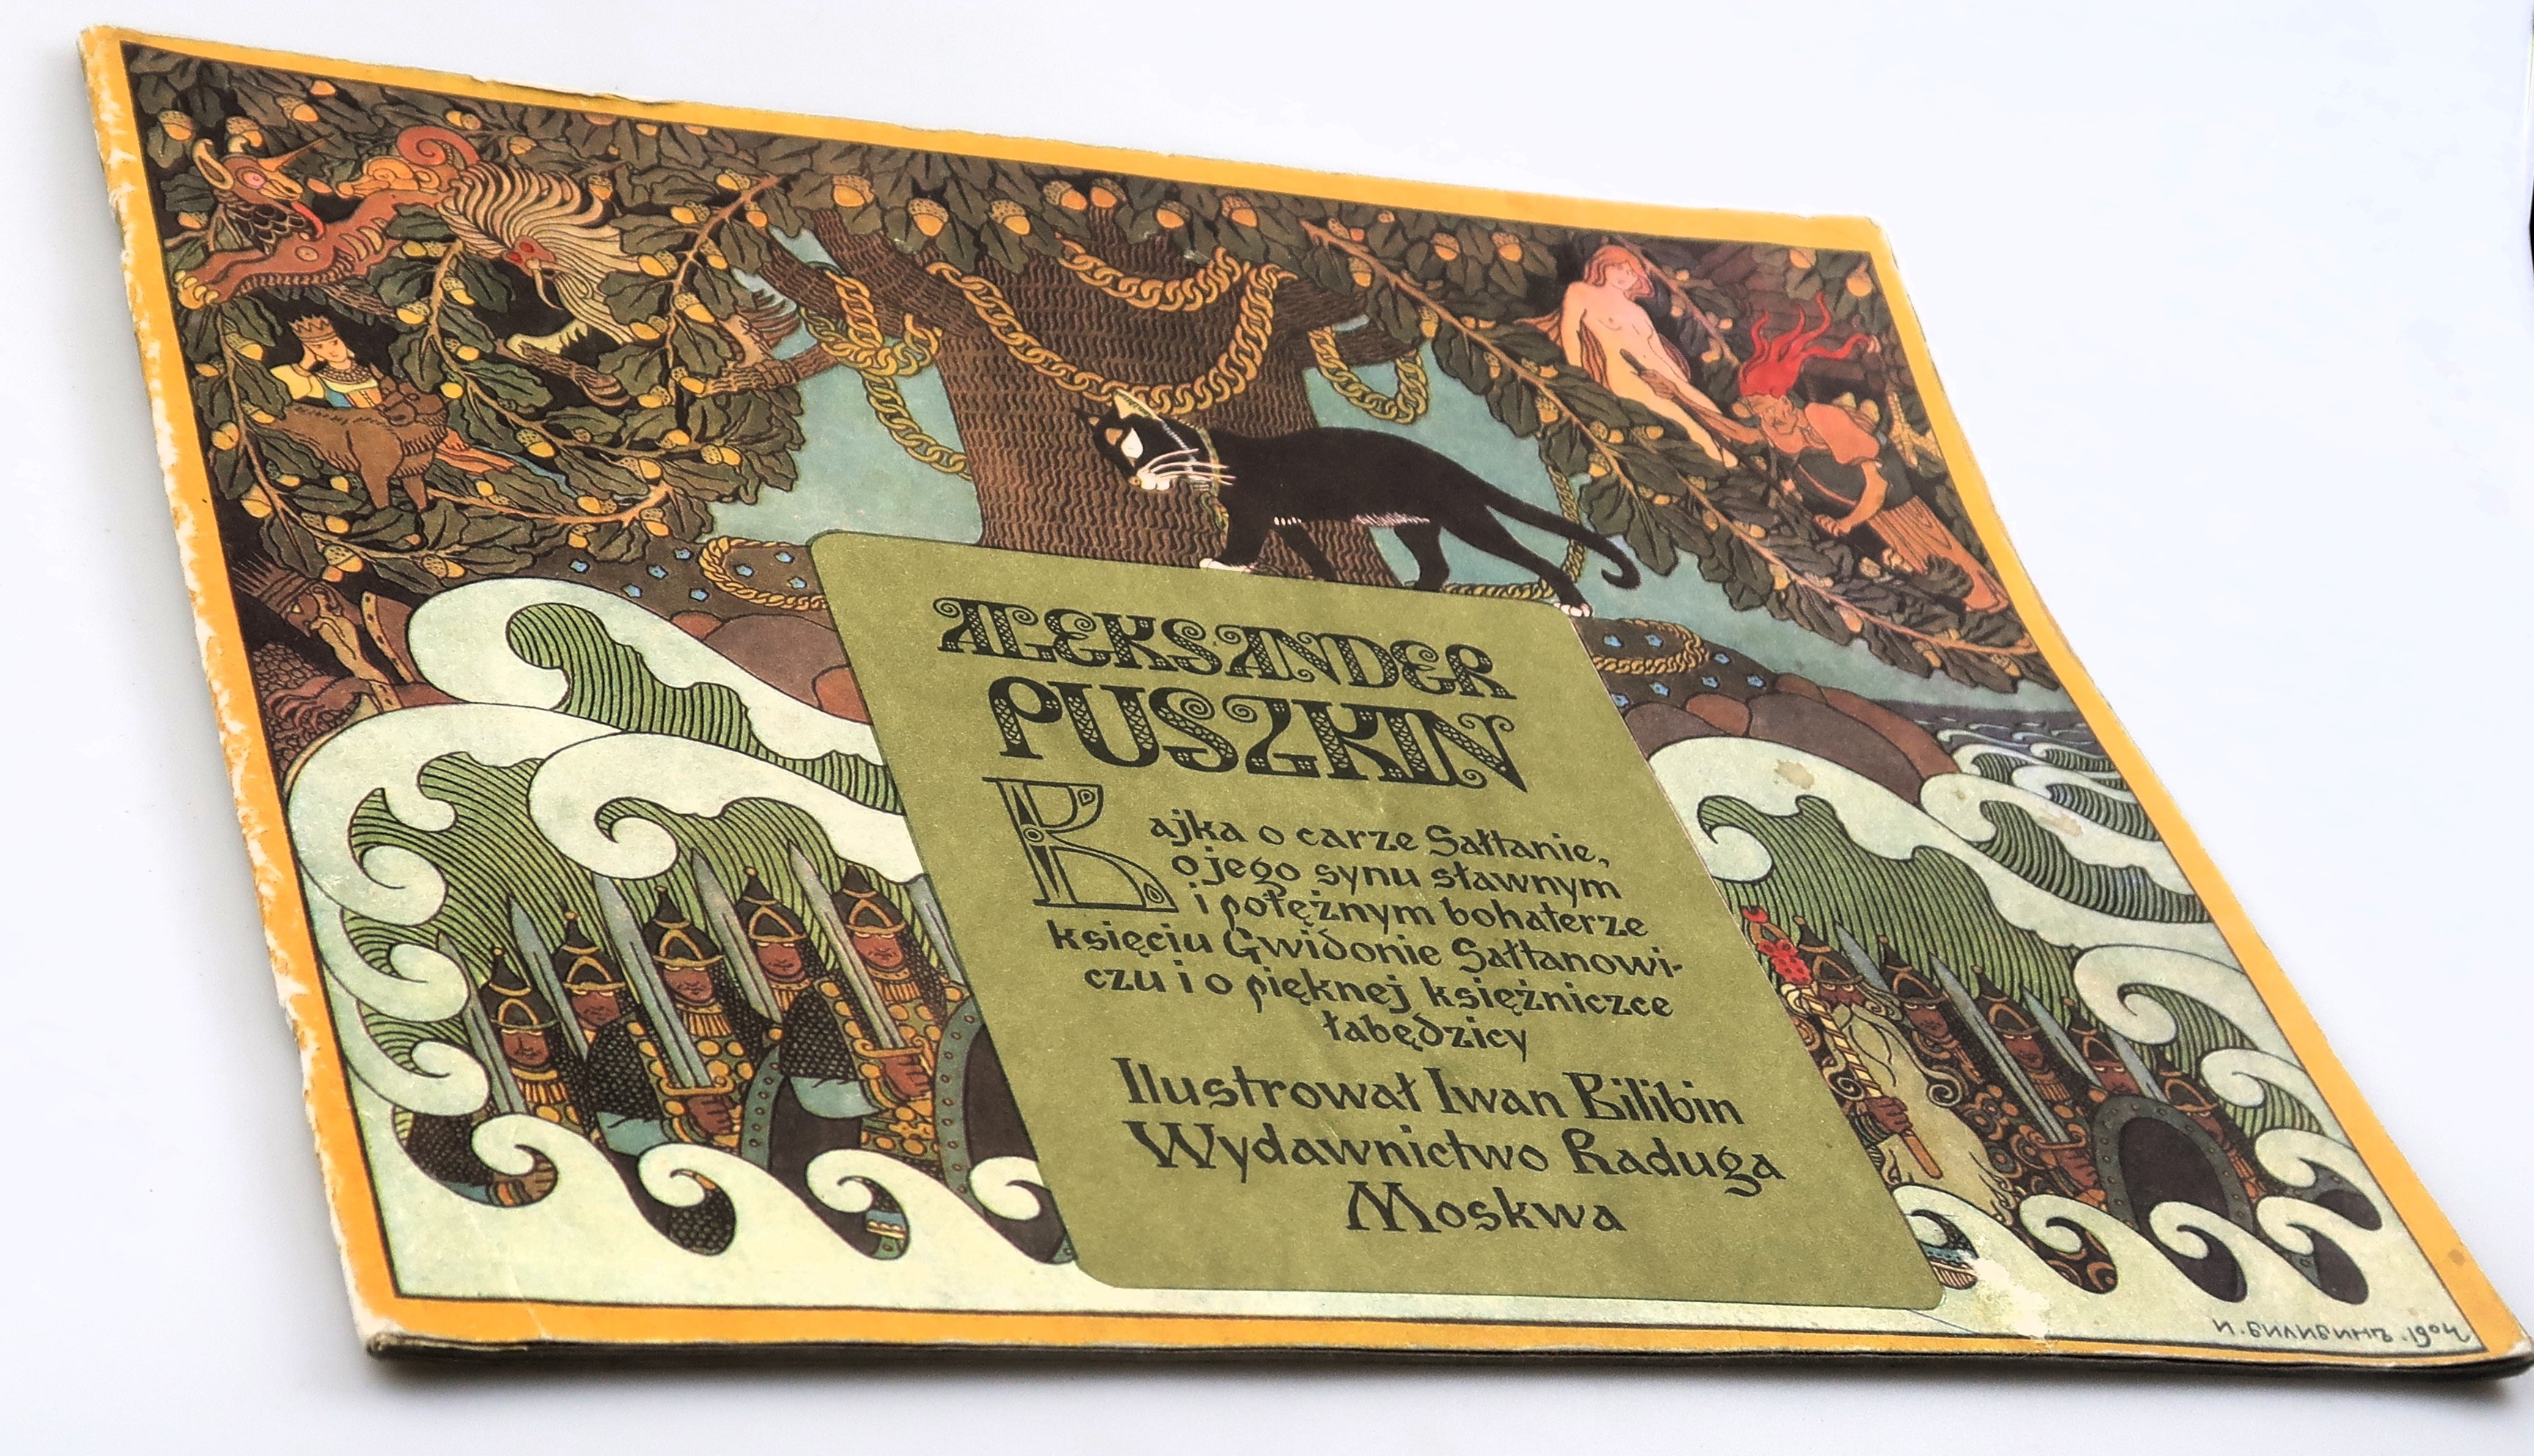 ALEKSANDER
PUSZKIN
Bajka o carze Sałtanie,
o jego synu sławnym
i potężnym bohaterze
księciu Gwidonie Sałtanowi-
czu i o pięknej księżniczce
łabędzicy
Ilustrował Iwan Bilibin
Wydawnictwo Raduga
Moskwa
И. БИЛИБИНЪ. 1904